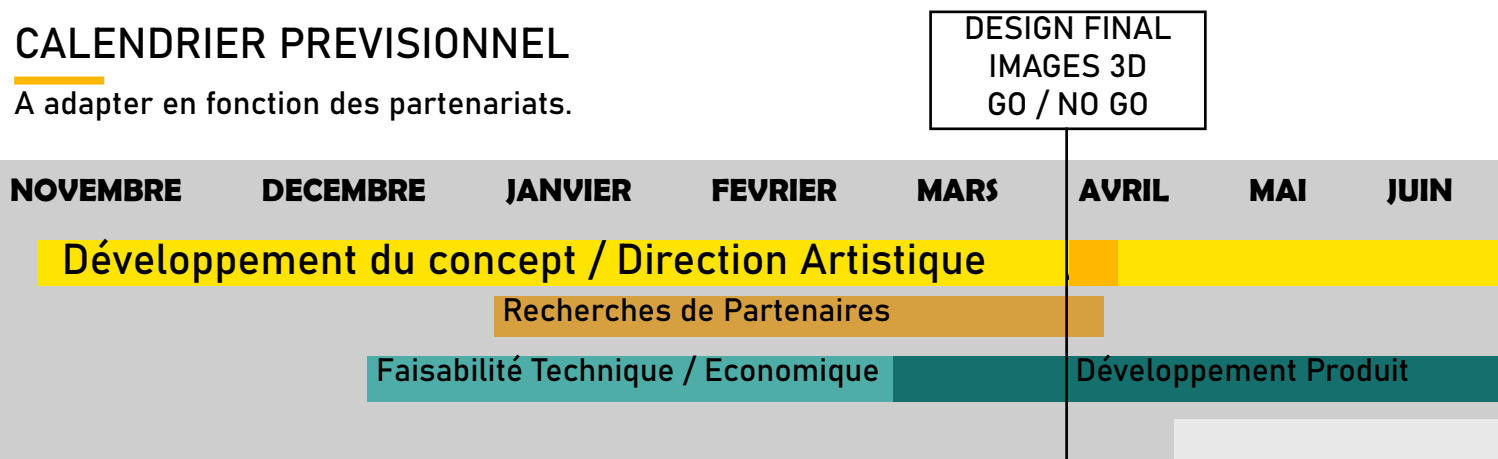 CALENDRIER PREVISIONNEL
A adapter en fonction des partenariats.
DESIGN FINAL
IMAGES 3D
GO / NO GO
NOVEMBRE DECEMBRE JANVIER FEVRIER MARS AVRIL MAI JUIN
Développement du concept / Direction Artistique
Recherches de Partenaires
Faisabilité Technique / Economique Développement Produit